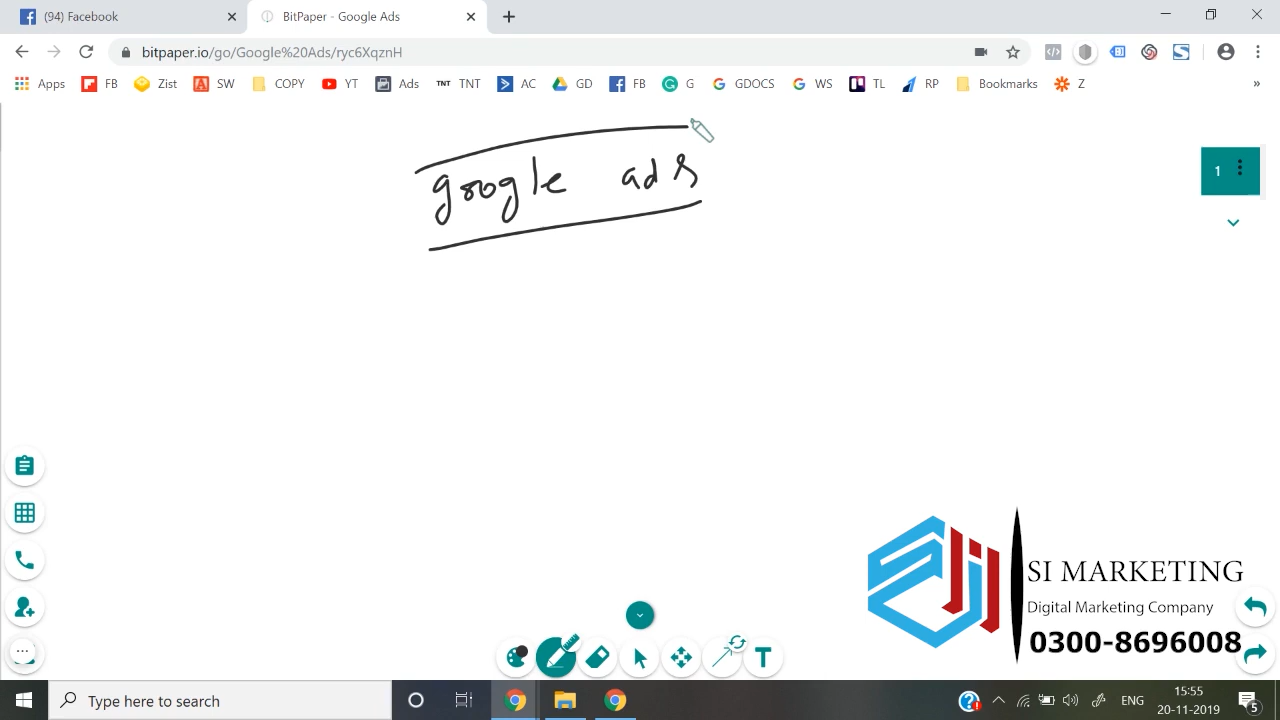 (94) Facebook
BitPaper - Google Ads
bitpaper.io/go/Google%20Ads/ryc6XqznH
Apps FB Zist SW COPY YT Ads TNT TNT AC GD FB G GDOCS WS TL RP Bookmarks Z »
google ads
1
SI MARKETING
Digital Marketing Company
0300-8696008
T
Type here to search
ENG
15:55
20-11-2019
5